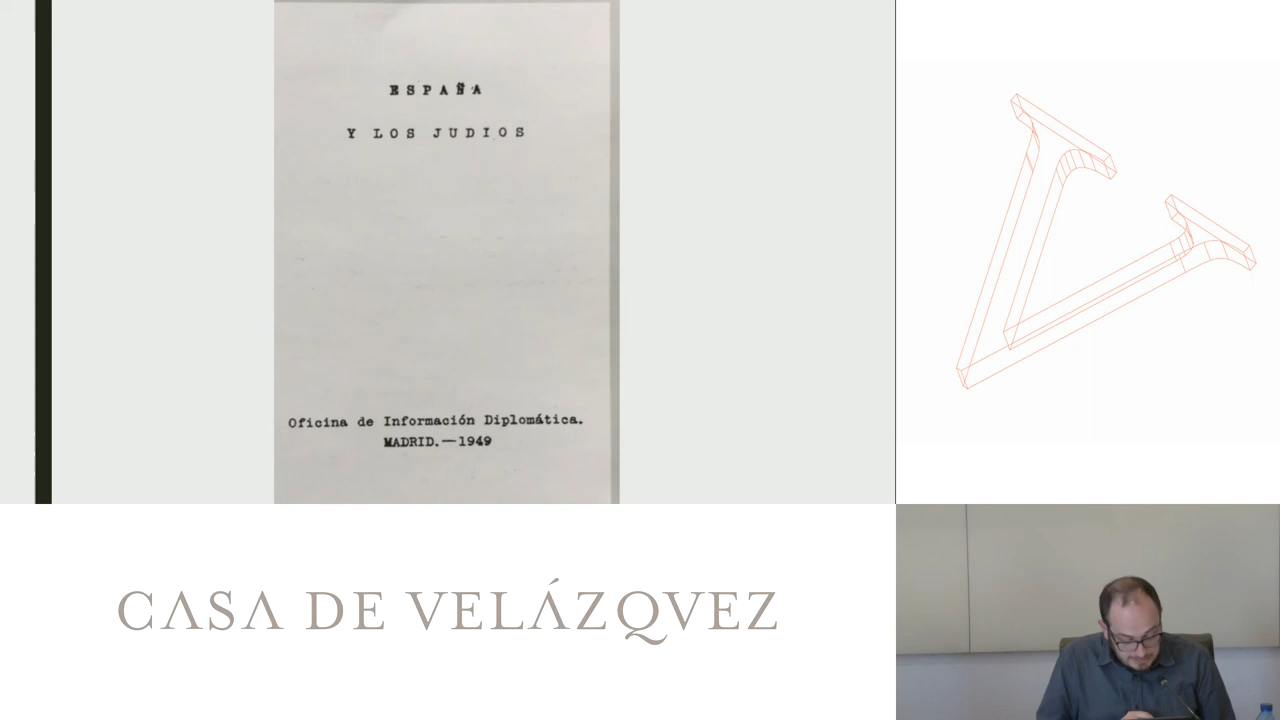 ESPAÑA
Y LOS JUDIOS
Oficina de Información Diplomática.
MADRID.—1949
CASA DE VELÁZQVEZ